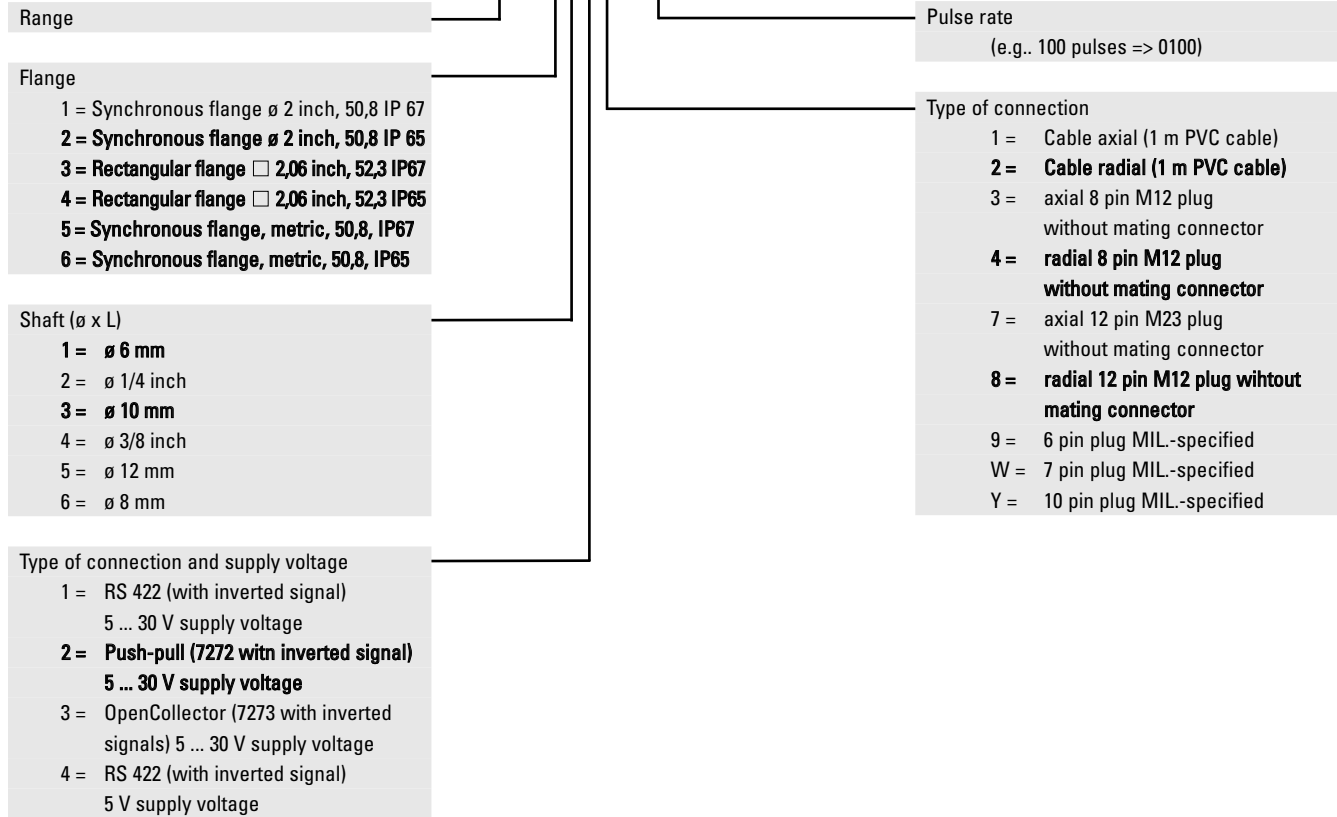 Range
Flange
1 = Synchronous flange ø 2 inch, 50,8 IP 67
2 = Synchronous flange ø 2 inch, 50,8 IP 65
3 = Rectangular flange □ 2,06 inch, 52,3 IP67
4 = Rectangular flange □ 2,06 inch, 52,3 IP65
5 = Synchronous flange, metric, 50,8, IP67
6 = Synchronous flange, metric, 50,8, IP65
Shaft (ø x L)
1 = ø 6 mm
2 = ø 1/4 inch
3 = ø 10 mm
4 = ø 3/8 inch
5 = ø 12 mm
6 = ø 8 mm
Type of connection and supply voltage
1 = RS 422 (with inverted signal)
5 ... 30 V supply voltage
2 = Push-pull (7272 witn inverted signal)
5 ... 30 V supply voltage
3 = OpenCollector (7273 with inverted
signals) 5 ... 30 V supply voltage
4 = RS 422 (with inverted signal)
5 V supply voltage
Pulse rate
(e.g.. 100 pulses => 0100)
Type of connection
1 = Cable axial (1 m PVC cable)
2 = Cable radial (1 m PVC cable)
3 = axial 8 pin M12 plug
without mating connector
4 = radial 8 pin M12 plug
without mating connector
7 = axial 12 pin M23 plug
without mating connector
8 = radial 12 pin M12 plug wihtout
mating connector
9 = 6 pin plug MIL.-specified
W = 7 pin plug MIL.-specified
Y = 10 pin plug MIL.-specified